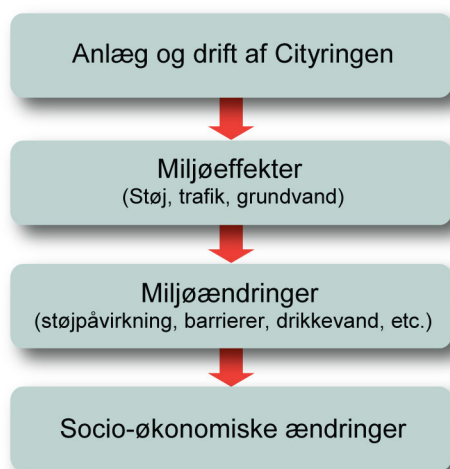 Anlæg og drift af Cityringen
Miljøeffekter
(Støj, trafik, grundvand)
Miljøændringer
(støjpåvirkning, barrierer, drikkevand, etc.)
Socio-økonomiske ændringer